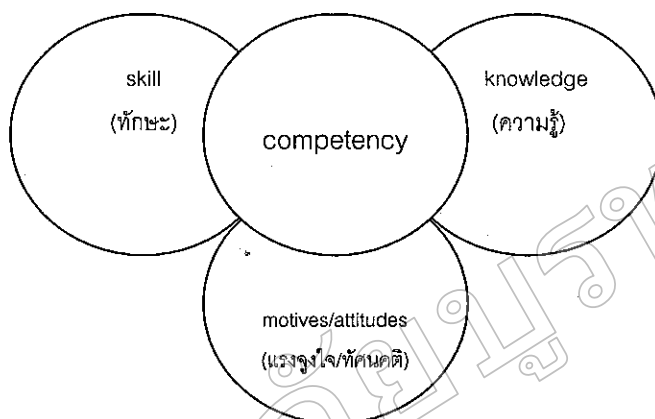 skill
(ทักษะ)
knowledge
(ความรู้)
competency
motives/attitudes
(แรงจูงใจ/ทัศนคติ)